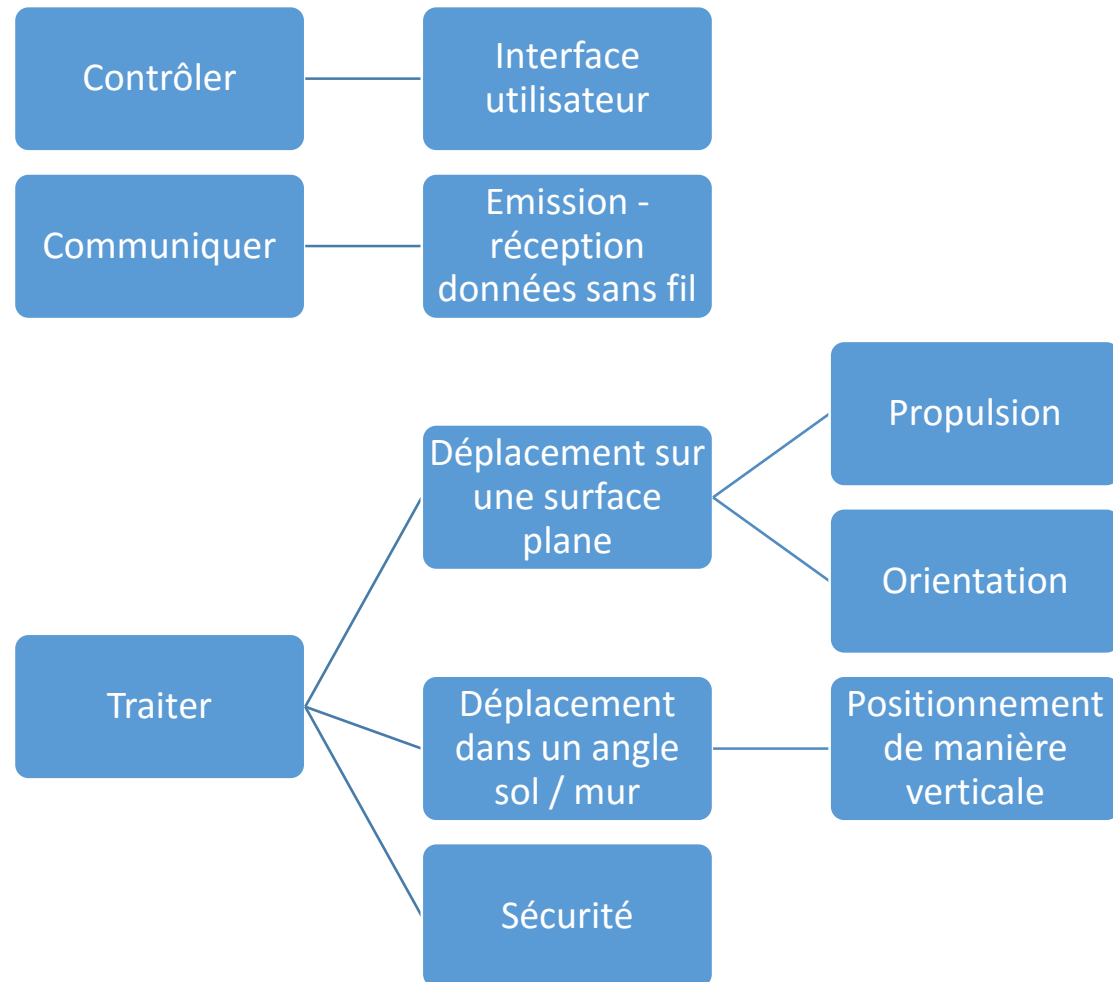 Contrôler
Interface
utilisateur
Communiquer
Emission -
réception
données sans fil
Traiter
Déplacement sur
une surface
plane
Propulsion
Orientation
Déplacement
dans un angle
sol / mur
Positionnement
de manière
verticale
Sécurité